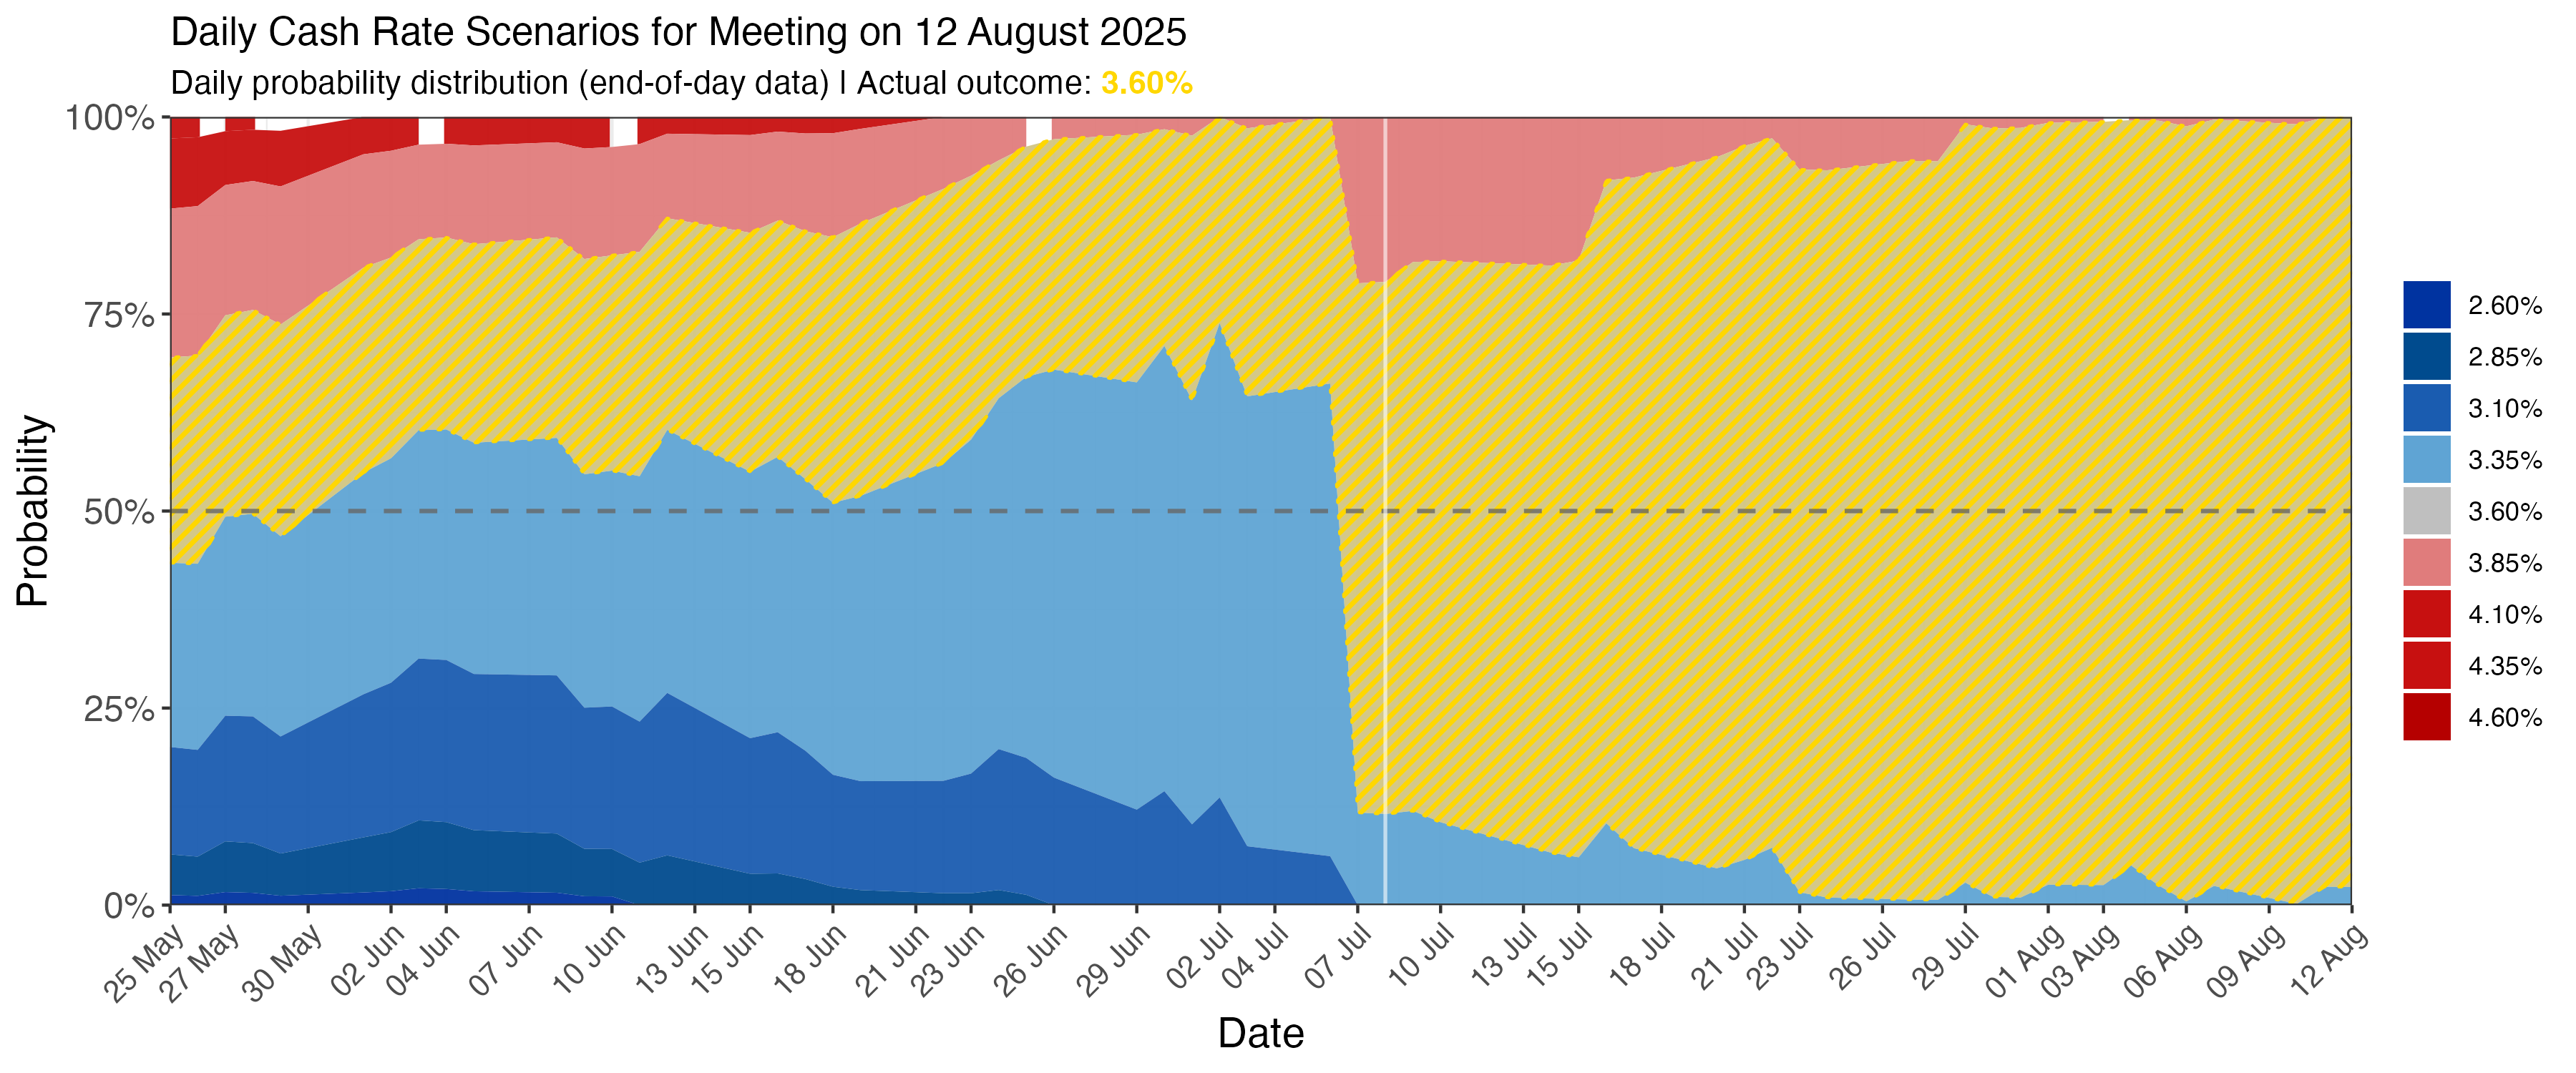 Daily Cash Rate Scenarios for Meeting on 12 August 2025
Daily probability distribution (end-of-day data) | Actual outcome: 3.60%
100%
75%
50%
25%
0%
Probability
25 May
27 May
30 May
02 Jun
04 Jun
07 Jun
10 Jun
13 Jun
15 Jun
18 Jun
21 Jun
23 Jun
26 Jun
29 Jun
02 Jul
04 Jul
07 Jul
10 Jul
13 Jul
15 Jul
18 Jul
21 Jul
23 Jul
26 Jul
29 Jul
01 Aug
03 Aug
06 Aug
09 Aug
12 Aug
Date
2.60%
2.85%
3.10%
3.35%
3.60%
3.85%
4.10%
4.35%
4.60%